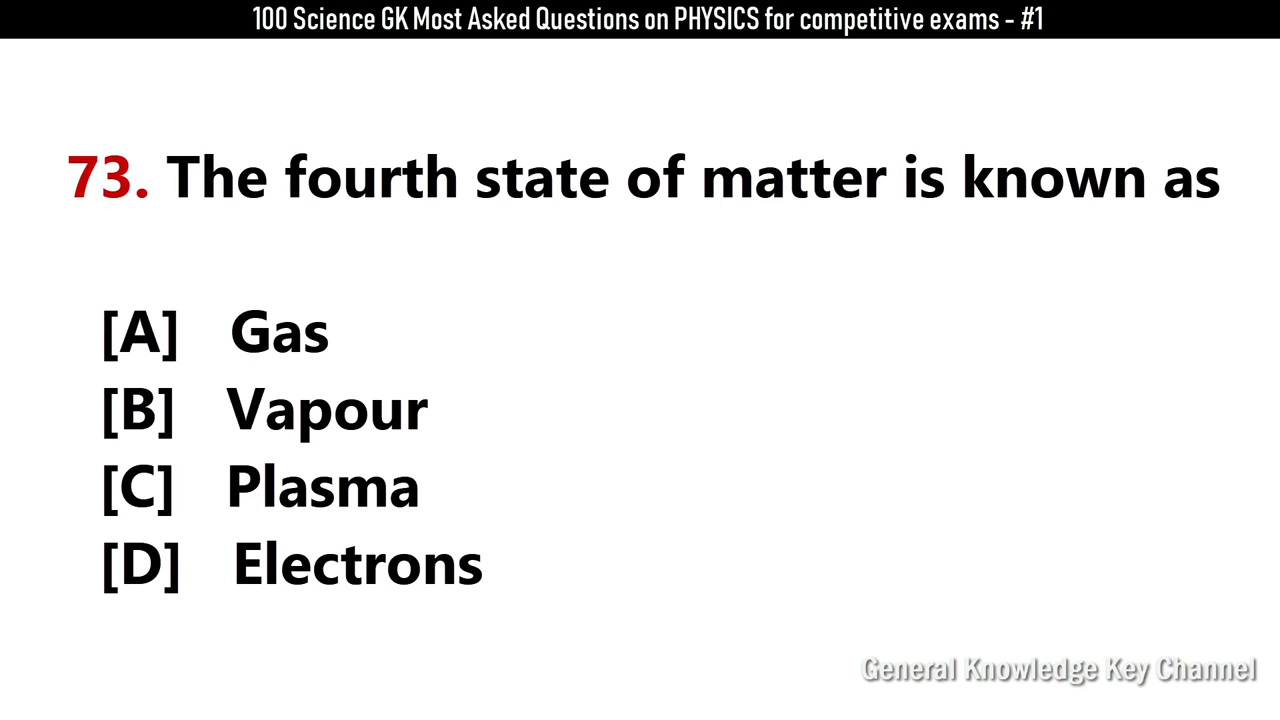 100 Science GK Most Asked Questions on PHYSICS for competitive exams - #1
73. The fourth state of matter is known as
[A] Gas
[B] Vapour
[C] Plasma
[D] Electrons
General Knowledge Key Channel